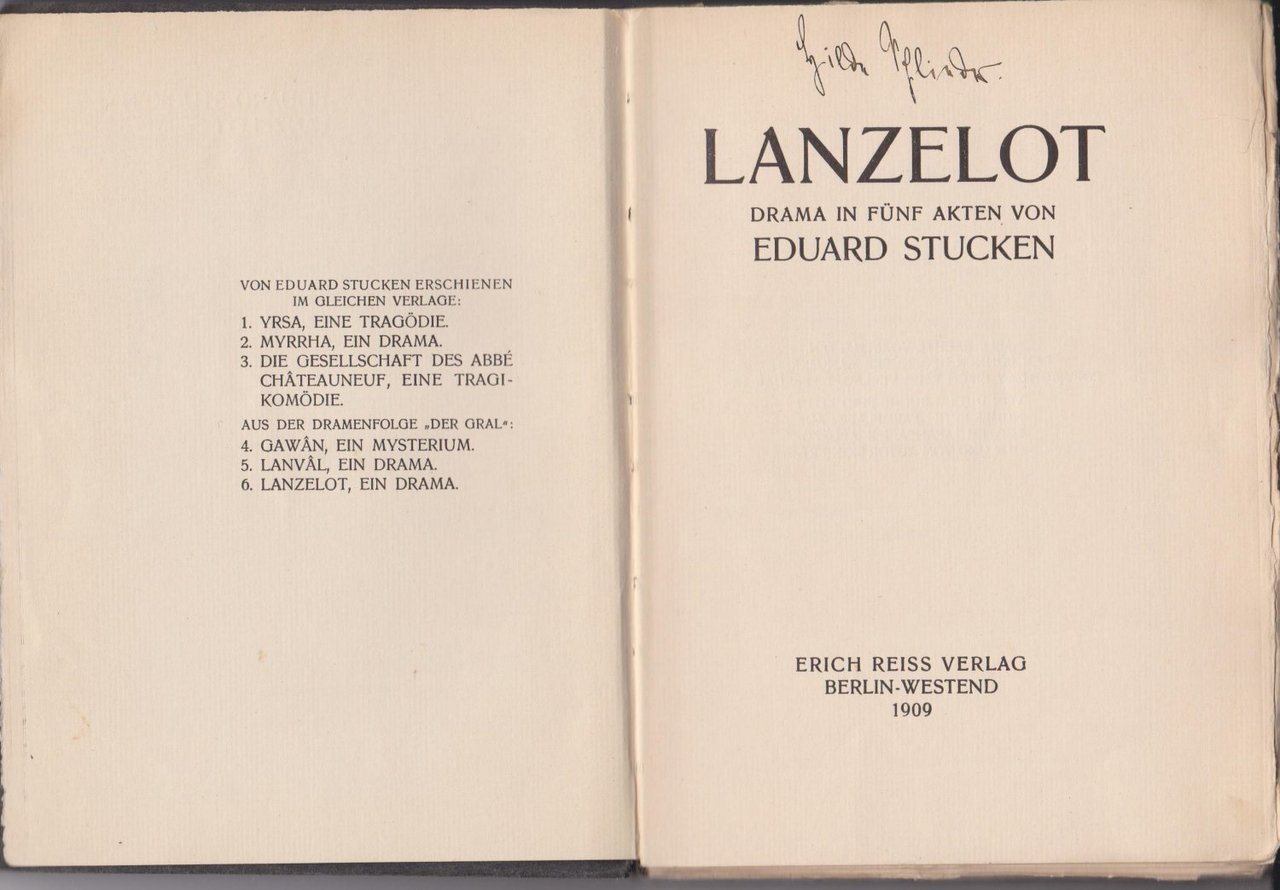 VON EDUARD STUCKEN ERSCHIENEN
IM GLEICHEN VERLAGE:
1. YRSA, EINE TRAGÖDIE.
2. MYRRHA, EIN DRAMA.
3. DIE GESELLSCHAFT DES ABBÉ
CHÂTEAUNEUF, EINE TRAGI-
KOMÖDIE.
AUS DER DRAMENFOLGE „DER GRAL“:
4. GAWÂN, EIN MYSTERIUM.
5. LANVÂL, EIN DRAMA.
6. LANZELOT, EIN DRAMA.
Hilde
LANZELOT
DRAMA IN FÜNF AKTEN VON
EDUARD STUCKEN
ERICH REISS VERLAG
BERLIN-WESTEND
1909